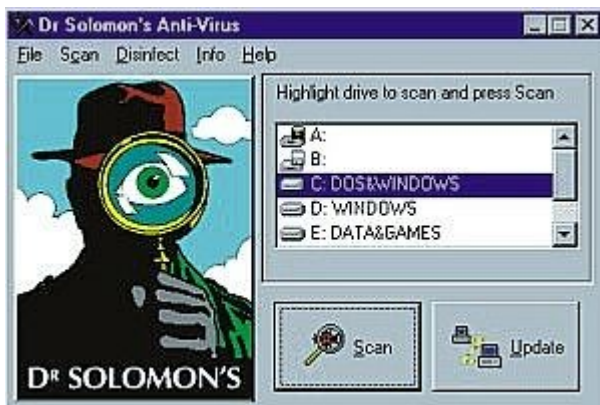 Dr Solomon's Anti-Virus
File Scan Disinfect Info Help
Highlight drive to scan and press Scan
A:
B:
C: DOS&WINDOWS
D: WINDOWS
E: DATA&GAMES
Scan
Update
DR SOLOMON'S